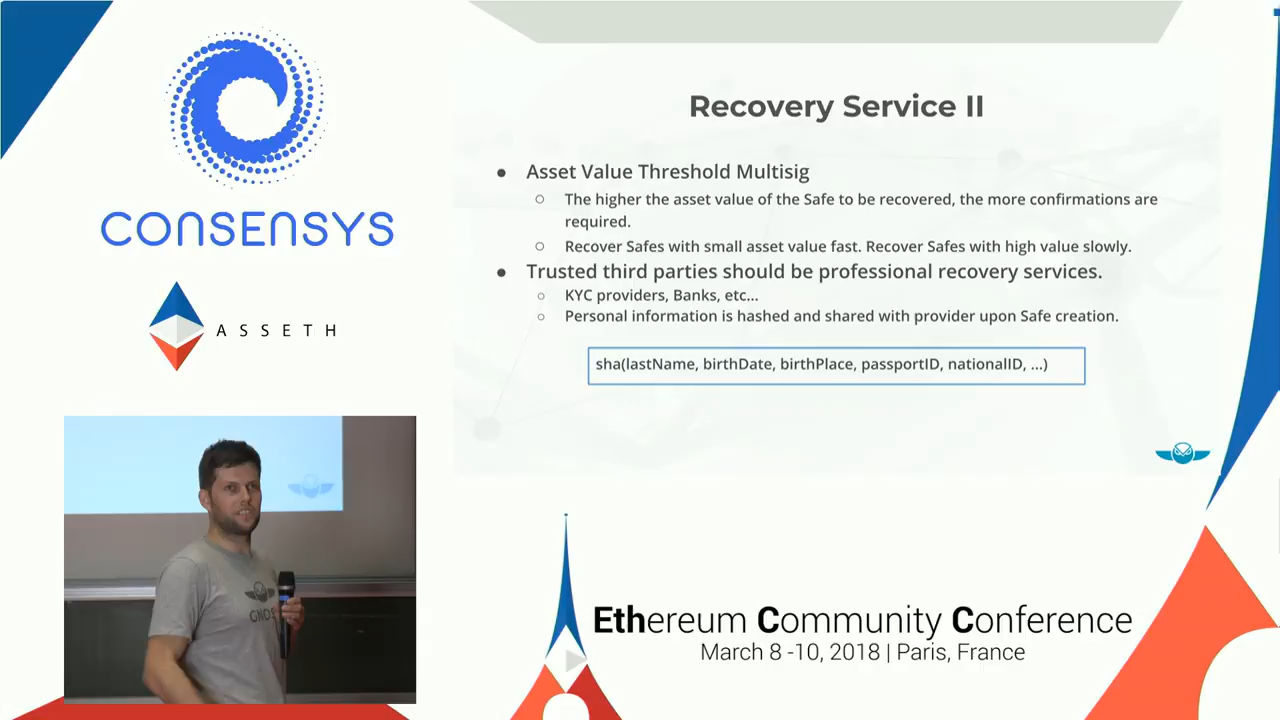 CONSENSYS
ASSETH
Recovery Service II
● Asset Value Threshold Multisig
○ The higher the asset value of the Safe to be recovered, the more confirmations are
required.
○ Recover Safes with small asset value fast. Recover Safes with high value slowly.
● Trusted third parties should be professional recovery services.
○ KYC providers, Banks, etc...
○ Personal information is hashed and shared with provider upon Safe creation.
sha(lastName, birthDate, birthPlace, passportID, nationalID, ...)
GNOS
Ethereum Community Conference
March 8 -10, 2018 | Paris, France